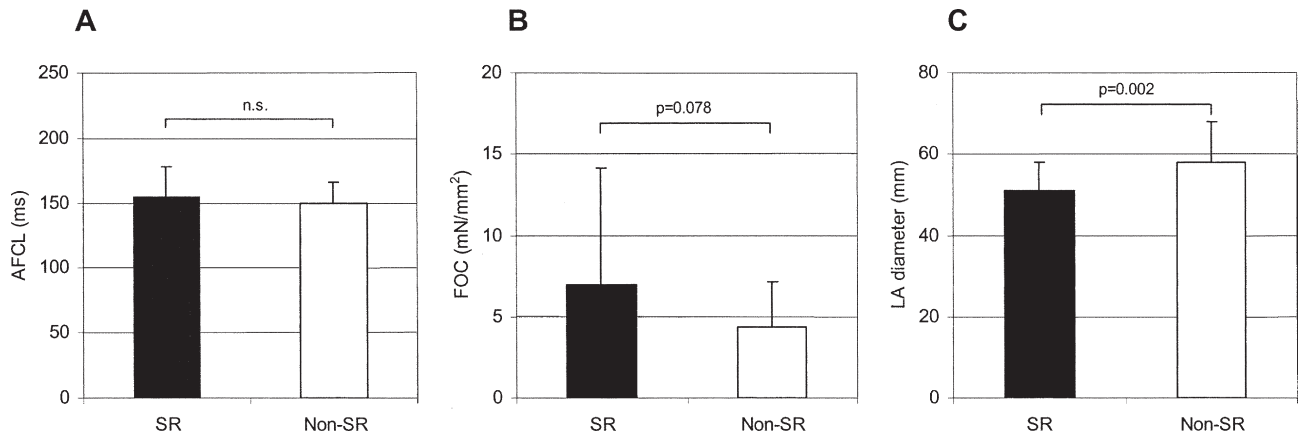 A
AFCL (ms)
250
200
150
100
50
0
n.s.
SR
Non-SR
B
FOC (mN/mm²)
20
15
10
5
0
p=0.078
SR
Non-SR
C
LA diameter (mm)
80
60
40
20
0
p=0.002
SR
Non-SR